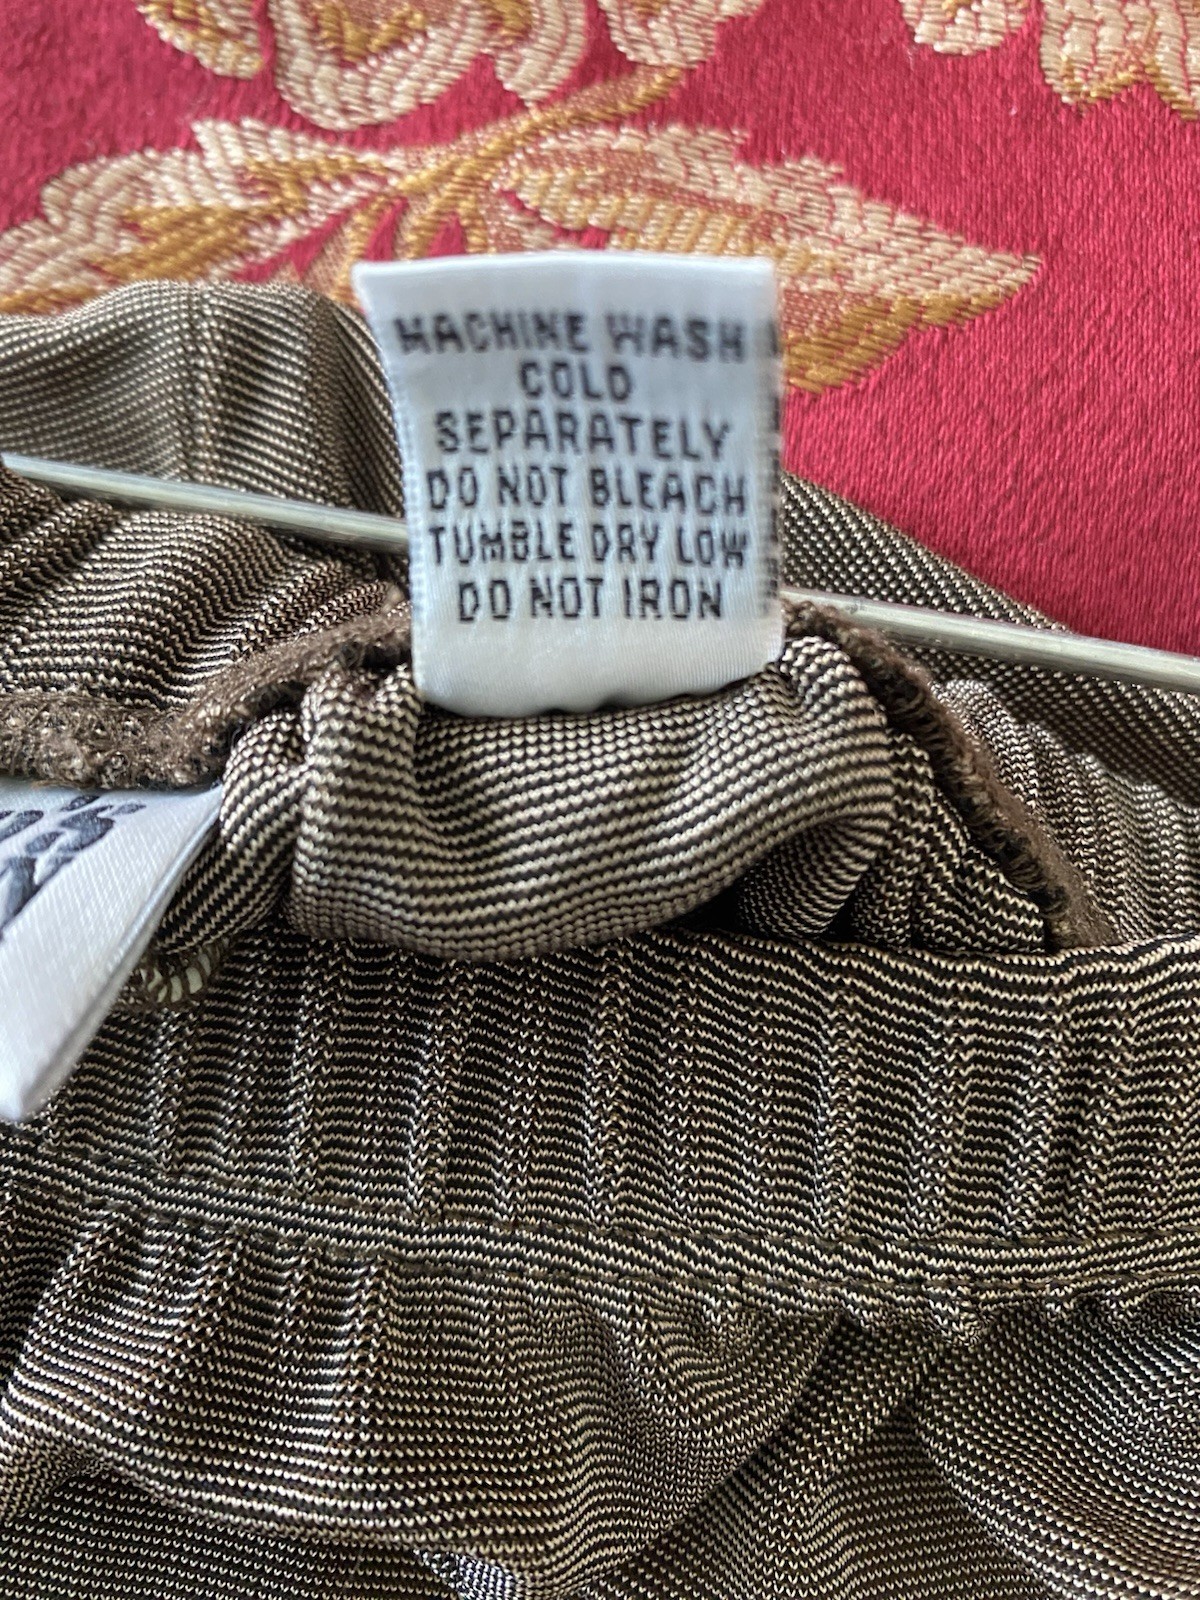 MACHINE WASH
COLD
SEPARATELY
DO NOT BLEACH
TUMBLE DRY LOW
DO NOT IRON